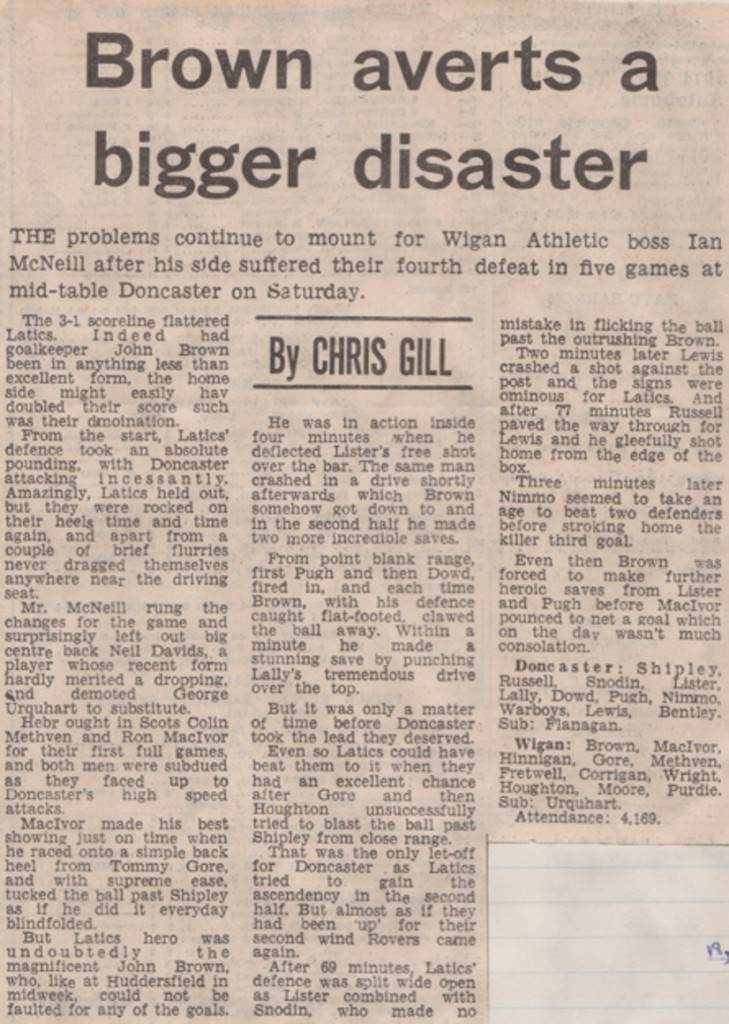 Brown averts a
bigger disaster
THE problems continue to mount for Wigan Athletic boss Ian
McNeill after his side suffered their fourth defeat in five games at
mid-table Doncaster on Saturday.
The 3-1 scoreline flattered
Latics. Indeed had
goalkeeper John Brown
been in anything less than
excellent form, the home
side might easily hav
doubled their score such
was their dmoination.
From the start, Latics'
defence took an absolute
pounding, with Doncaster
attacking incessantly.
Amazingly, Latics held out,
but they were rocked on
their heels time and time
again, and apart from a
couple of brief flurries
never dragged themselves
anywhere near the driving
seat.
Mr. McNeill rung the
changes for the game and
surprisingly left out big
centre back Neil Davids, a
player whose recent form
hardly merited a dropping,
and demoted George
Urquhart to substitute.
Hebr ought in Scots Colin
Methven and Ron MacIvor
for their first full games,
and both men were subdued
as they faced up to
Doncaster's high speed
attacks.
MacIvor made his best
showing just on time when
he raced onto a simple back
heel from Tommy Gore,
and with supreme ease,
tucked the ball past Shipley
as if he did it everyday
blindfolded.
But Latics hero was
undoubtedly the
magnificent John Brown,
who, like at Huddersfield in
midweek, could not be
faulted for any of the goals.
By CHRIS GILL
He was in action inside
four minutes when he
deflected Lister's free shot
over the bar. The same man
crashed in a drive shortly
afterwards which Brown
somehow got down to and
in the second half he made
two more incredible saves.
From point blank range,
first Pugh and then Dowd,
fired in, and each time
Brown, with his defence
caught flat-footed, clawed
the ball away. Within a
minute he made a
stunning save by punching
Lally's tremendous drive
over the top.
But it was only a matter
of time before Doncaster
took the lead they deserved.
Even so Latics could have
beat them to it when they
had an excellent chance
after Gore and then
Houghton unsuccessfully
tried to blast the ball past
Shipley from close range.
That was the only let-off
for Doncaster as Latics
tried to gain the
ascendency in the second
half. But almost as if they
had been 'up' for their
second wind Rovers came
again.
After 69 minutes, Latics'
defence was split wide open
as Lister combined with
Snodin, who made no
mistake in flicking the ball
past the outrushing Brown.
Two minutes later Lewis
crashed a shot against the
post and the signs were
ominous for Latics. And
after 77 minutes Russell
paved the way through for
Lewis and he gleefully shot
home from the edge of the
box.
Three minutes later
Nimmo seemed to take an
age to beat two defenders
before stroking home the
killer third goal.
Even then Brown was
forced to make further
heroic saves from Lister
and Pugh before MacIvor
pounced to net a goal which
on the day wasn't much
consolation.
Doncaster: Shipley,
Russell, Snodin, Lister,
Lally, Dowd, Pugh, Nimmo,
Warboys, Lewis, Bentley.
Sub: Flanagan.
Wigan: Brown, MacIvor,
Hinnigan, Gore, Methven,
Fretwell, Corrigan, Wright,
Houghton, Moore, Purdie.
Sub: Urquhart.
Attendance: 4,169.